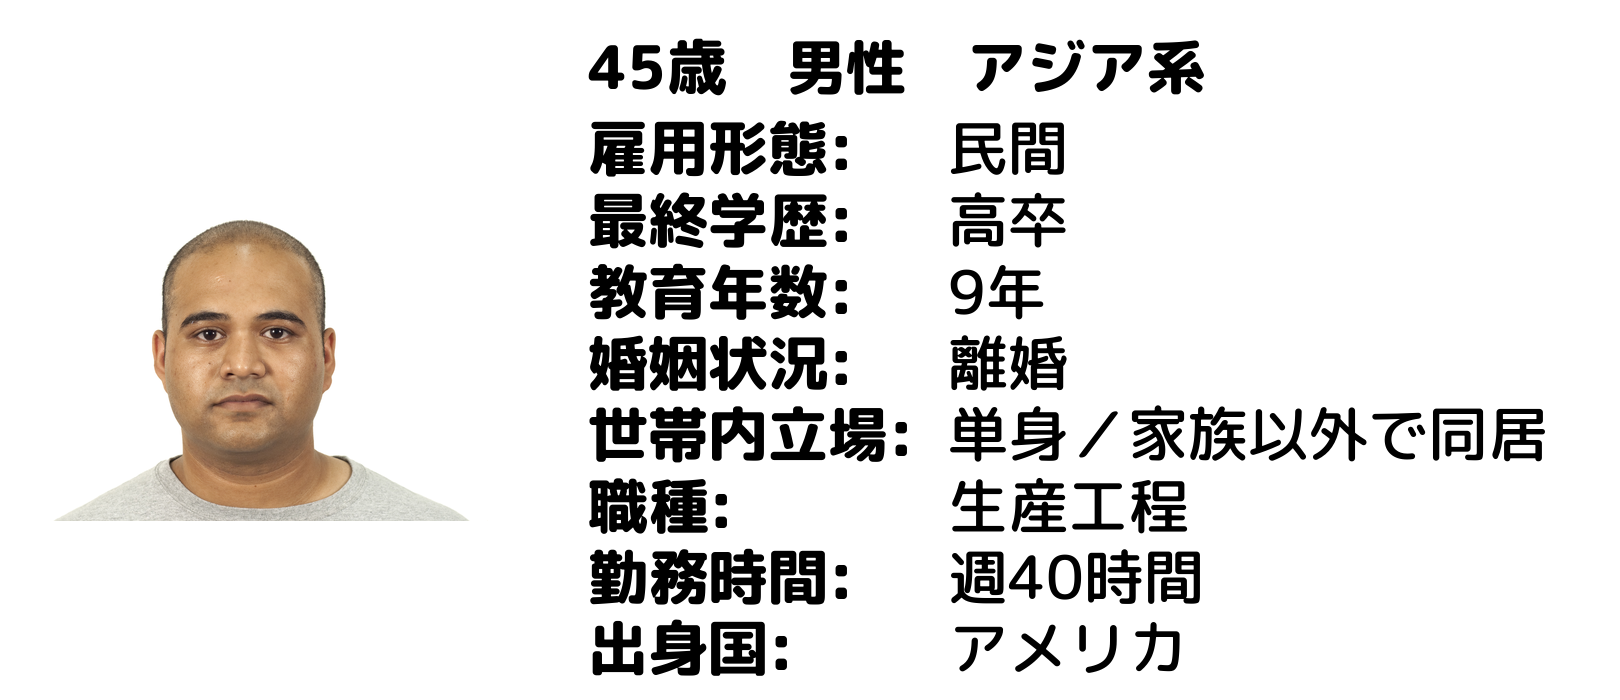 45歳　男性　アジア系
雇用形態:　民間
最終学歴:　高卒
教育年数:　9年
婚姻状況:　離婚
世帯内立場:　単身／家族以外で同居
職種:　生産工程
勤務時間:　週40時間
出身国:　アメリカ